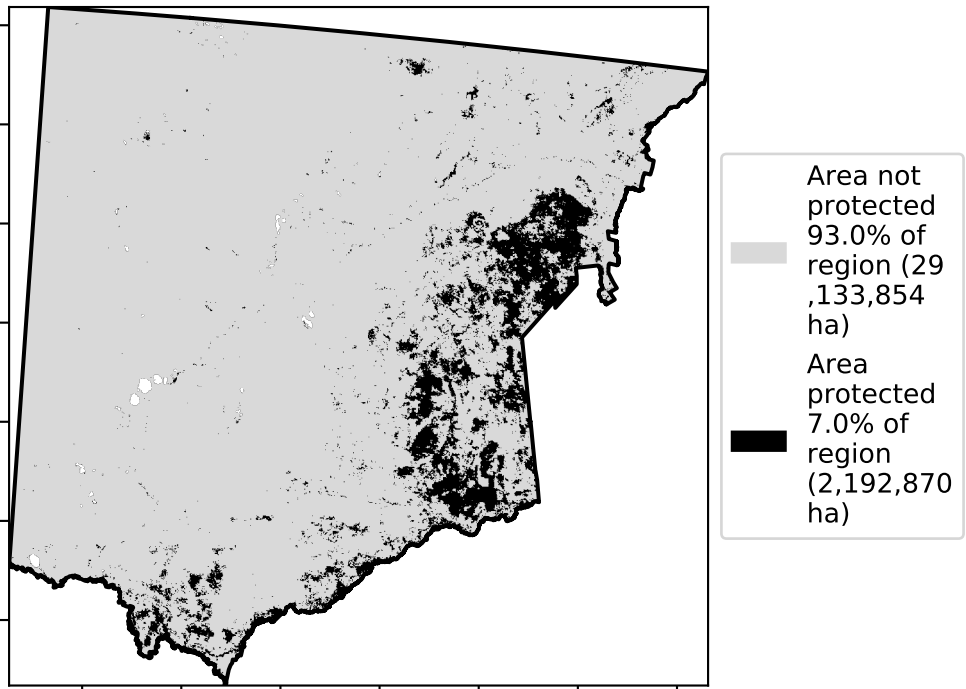 Area not
protected
93.0% of
region (29
,133,854
ha)
Area
protected
7.0% of
region
(2,192,870
ha)